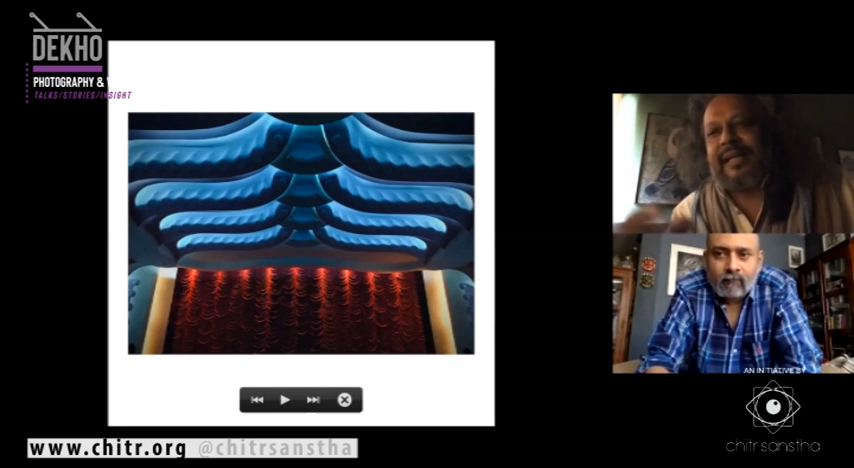 DEKHO
PHOTOGRAPHY &
TALKS/STORIES/INSIGHT
AN INITIATIVE BY
chitrsanstha
www.chitr.org @chitrsanstha